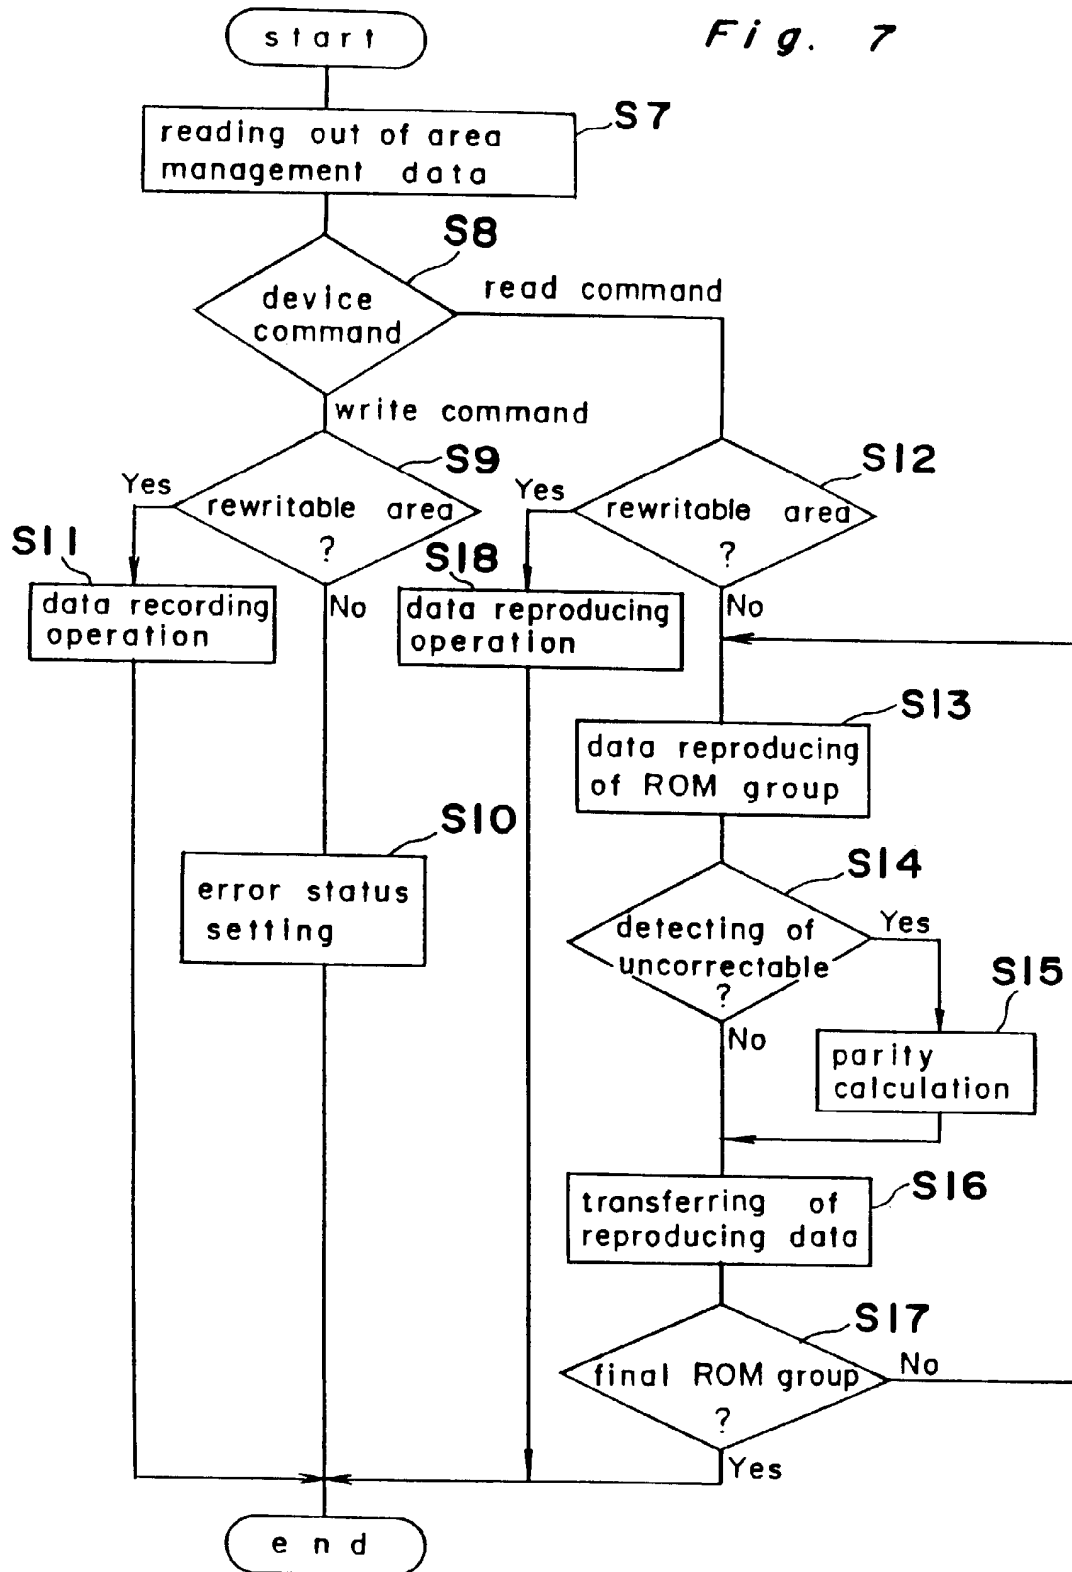 Fig. 7
start
S7
reading out of area
management data
S8
device
command
read command
write command
S9
Yes
rewritable area
?
No
S12
Yes
rewritable area
?
No
S11
data recording
operation
S18
data reproducing
operation
S13
data reproducing
of ROM group
S10
error status
setting
S14
detecting of
uncorrectable
?
Yes
No
S15
parity
calculation
S16
transferring of
reproducing data
S17
final ROM group
?
No
Yes
end